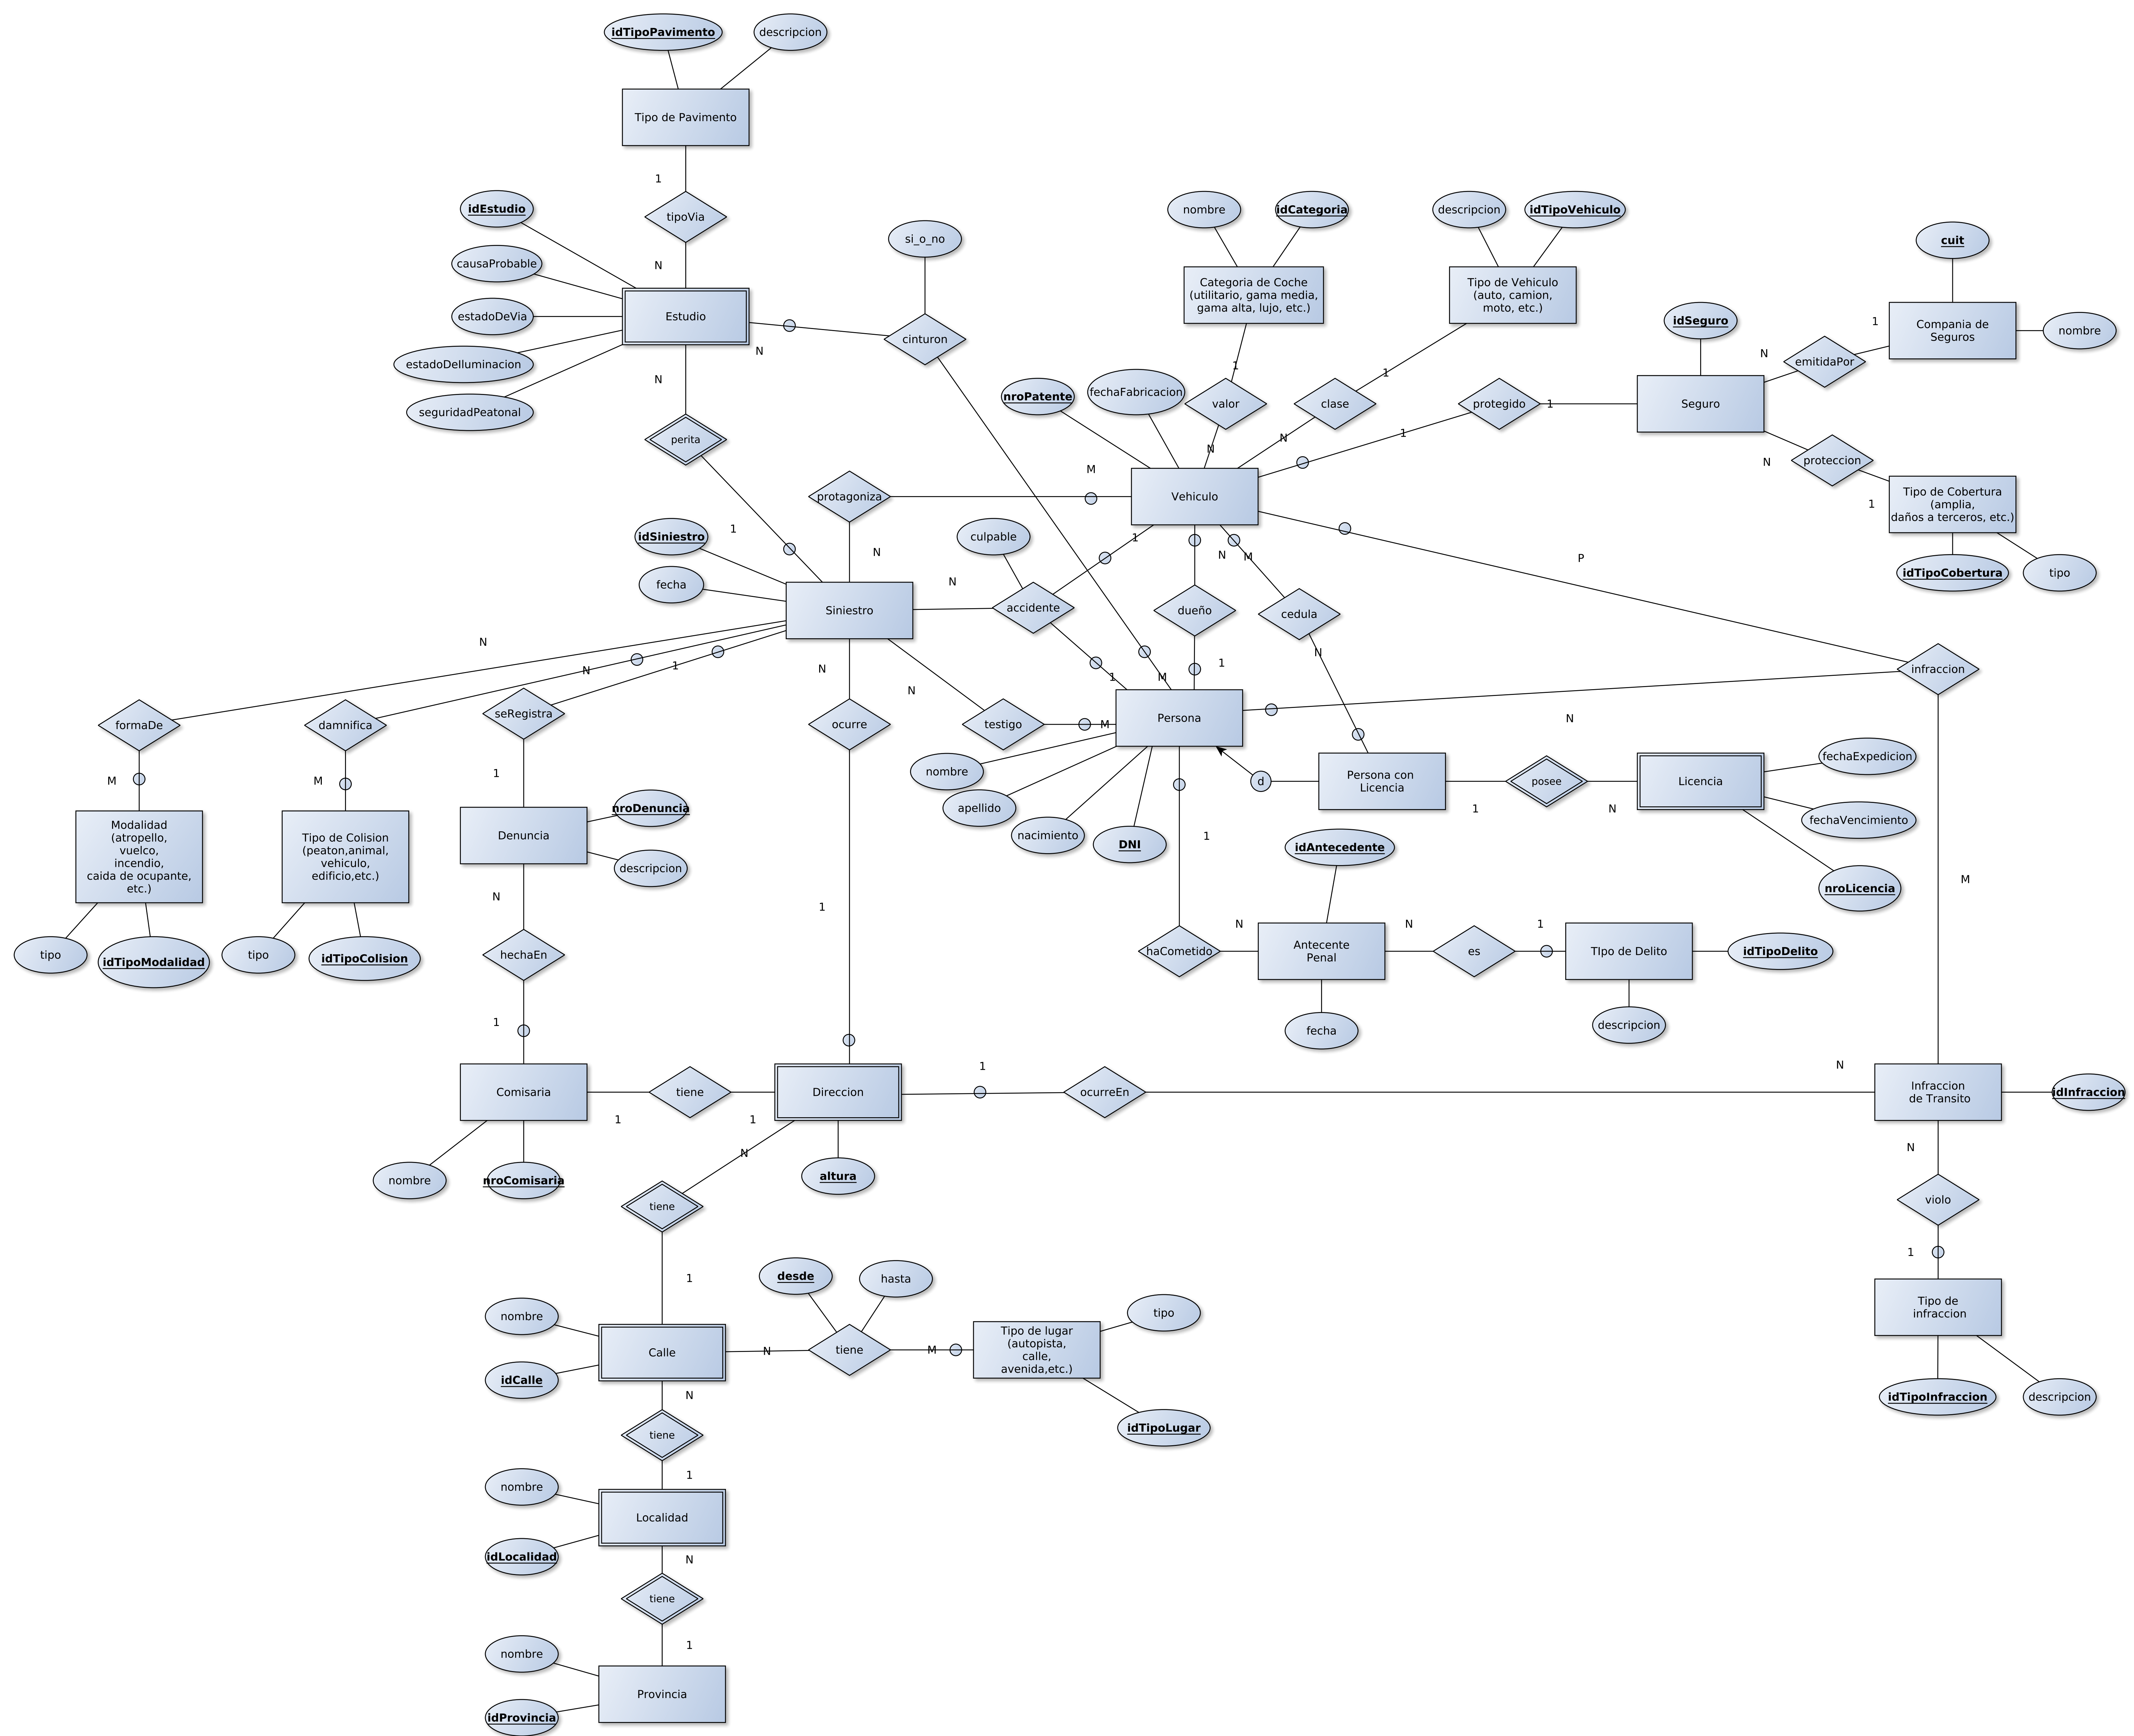 idTipoPavimento
descripcion
Tipo de Pavimento
1
tipoVia
N
idEstudio
causaProbable
estadoDeVia
estadoDeIluminacion
seguridadPeatonal
Estudio
N
N
perita
1
si_o_no
cinturon
M
nombre
idCategoria
Categoria de Coche
(utilitario, gama media,
gama alta, lujo, etc.)
1
valor
N
descripcion
idTipoVehiculo
Tipo de Vehiculo
(auto, camion,
moto, etc.)
1
clase
N
nroPatente
fechaFabricacion
Vehiculo
1
protegido
1
idSeguro
Seguro
N
emitidaPor
1
cuit
Compania de
Seguros
nombre
N
proteccion
1
Tipo de Cobertura
(amplia,
daños a terceros, etc.)
idTipoCobertura
tipo
protagoniza
M
N
idSiniestro
fecha
Siniestro
N
culpable
accidente
1
1
N
dueño
1
M
cedula
N
P
infraccion
N
M
N
formaDe
M
N
damnifica
M
1
seRegistra
1
N
ocurre
1
N
testigo
M
Persona
nombre
apellido
nacimiento
DNI
d
Persona con
Licencia
1
posee
N
Licencia
fechaExpedicion
fechaVencimiento
nroLicencia
Modalidad
(atropello,
vuelco,
incendio,
caida de ocupante,
etc.)
tipo
idTipoModalidad
Tipo de Colision
(peaton,animal,
vehiculo,
edificio,etc.)
tipo
idTipoColision
Denuncia
nroDenuncia
descripcion
N
hechaEn
1
1
haCometido
N
idAntecedente
Antecente
Penal
fecha
N
es
1
TIpo de Delito
idTipoDelito
descripcion
Comisaria
nombre
nroComisaria
1
tiene
1
Direccion
altura
1
ocurreEn
N
Infraccion
de Transito
idInfraccion
N
violo
1
Tipo de
infraccion
idTipoInfraccion
descripcion
N
tiene
1
nombre
idCalle
Calle
N
desde
hasta
tiene
M
Tipo de lugar
(autopista,
calle,
avenida,etc.)
tipo
idTipoLugar
N
tiene
1
nombre
idLocalidad
Localidad
N
tiene
1
nombre
idProvincia
Provincia